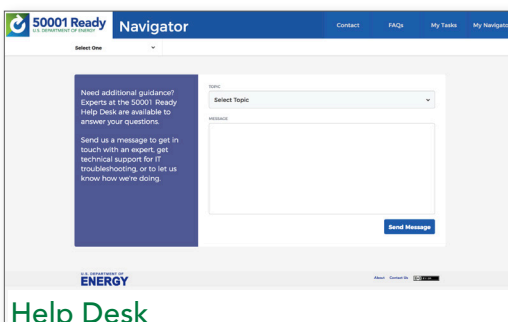 50001 Ready
U.S. DEPARTMENT OF ENERGY
Navigator
Contact
FAQs
My Tasks
My Navigator
Select One
Need additional guidance?
Experts at the 50001 Ready
Help Desk are available to
answer your questions.
Send us a message to get in
touch with an expert, get
technical support for IT
troubleshooting, or to let us
know how we're doing.
TOPIC
Select Topic
MESSAGE
Send Message
U.S. DEPARTMENT OF
ENERGY
About
Contact Us
Help Desk